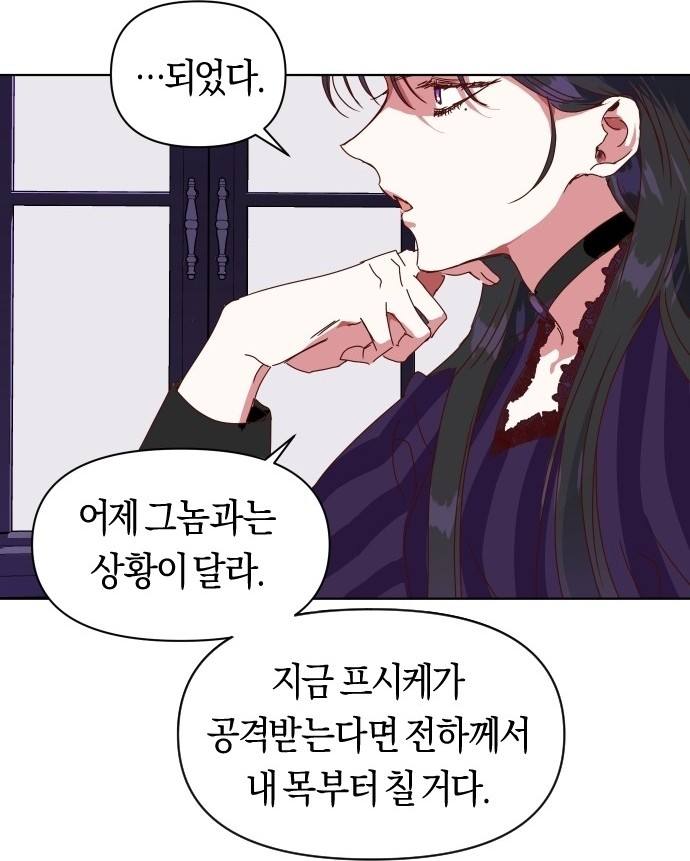 …되었다.
어제 그놈과는
상황이 달라.
지금 프시케가
공격받는다면 전하께서
내 목부터 칠 거다.